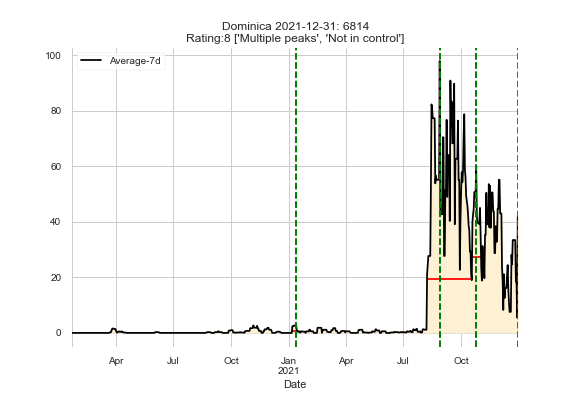 Dominica 2021-12-31: 6814
Rating:8 ['Multiple peaks', 'Not in control']
Average-7d
100
80
60
40
20
0
Apr Jul Oct Jan Apr Jul Oct
2021
Date